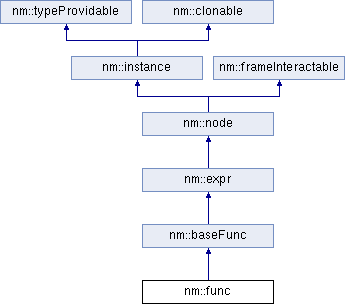 nm::typeProvidable nm::clonable
nm::instance nm::frameInteractable
nm::node
nm::expr
nm::baseFunc
nm::func